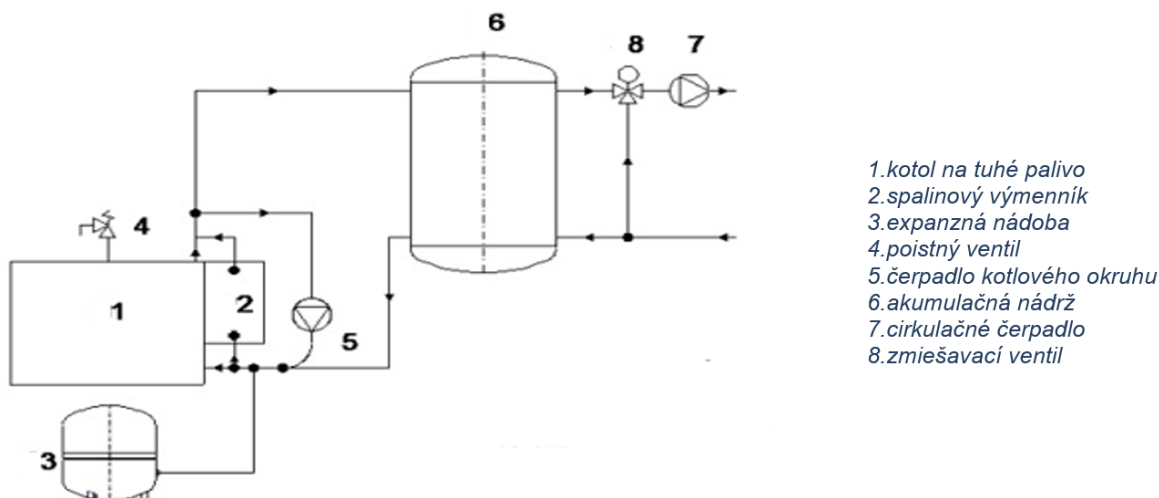 6
8
7
4
1
2
5
3
1.kotol na tuhé palivo
2.spalinový výmenník
3.expanzná nádoba
4.poistný ventil
5.čerpadlo kotlového okruhu
6.akumulačná nádrž
7.cirkulačné čerpadlo
8.zmiešavací ventil